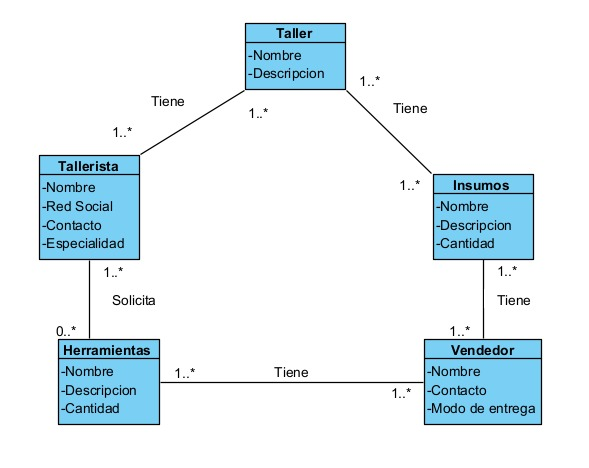 Taller
-Nombre
-Descripcion
1..*
Tiene
Tiene
1..*
1..*
1..*
Tallerista
-Nombre
-Red Social
-Contacto
-Especialidad
Insumos
-Nombre
-Descripcion
-Cantidad
1..*
1..*
Solicita
Tiene
0..*
1..*
Herramientas
-Nombre
-Descripcion
-Cantidad
1..*
Tiene
1..*
Vendedor
-Nombre
-Contacto
-Modo de entrega